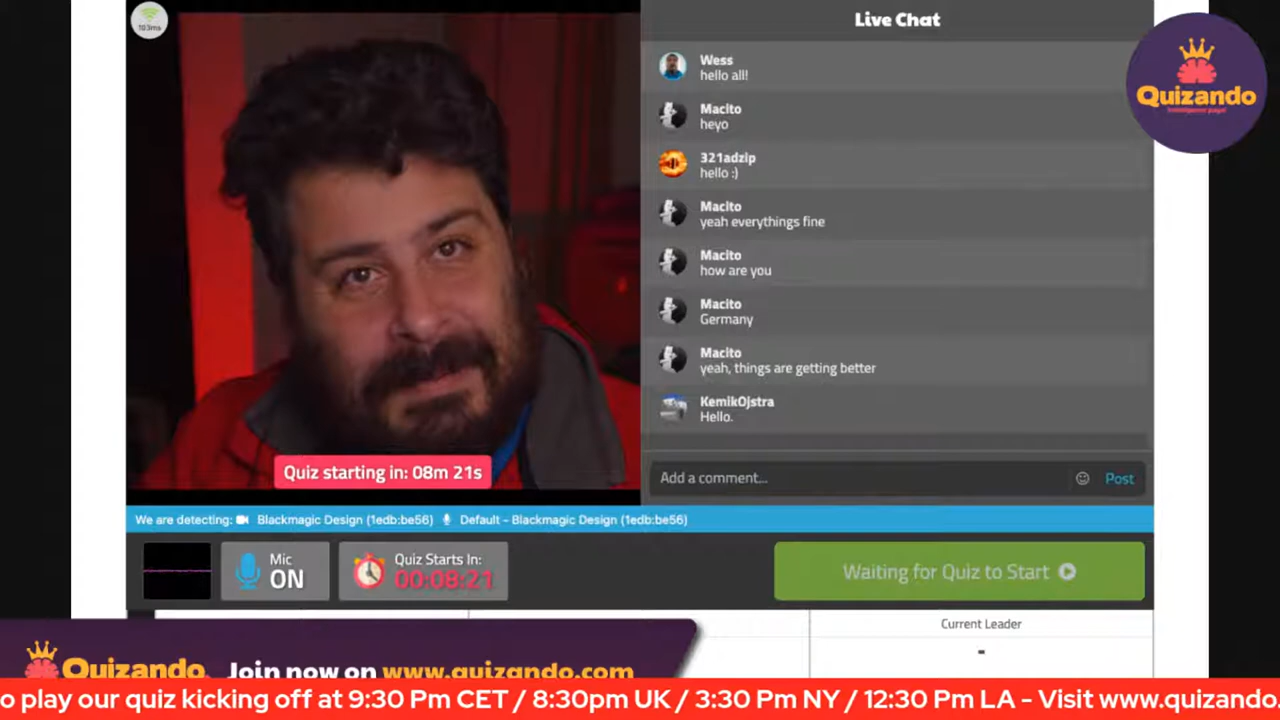 103ms
Live Chat
Quizando
Wess
hello all!
Macito
heyo
321adzip
hello :)
Macito
yeah everythings fine
Macito
how are you
Macito
Germany
Macito
yeah, things are getting better
KemikOjstra
Hello.
Quiz starting in: 08m 21s
Add a comment...
Post
We are detecting: Blackmagic Design (1edb:be56) Default - Blackmagic Design (1edb:be56)
Mic
ON
Quiz Starts In:
00:08:21
Waiting for Quiz to Start
Current Leader
-
Quizando Join now on www.quizando.com
o play our quiz kicking off at 9:30 Pm CET / 8:30pm UK / 3:30 Pm NY / 12:30 Pm LA - Visit www.quizando.